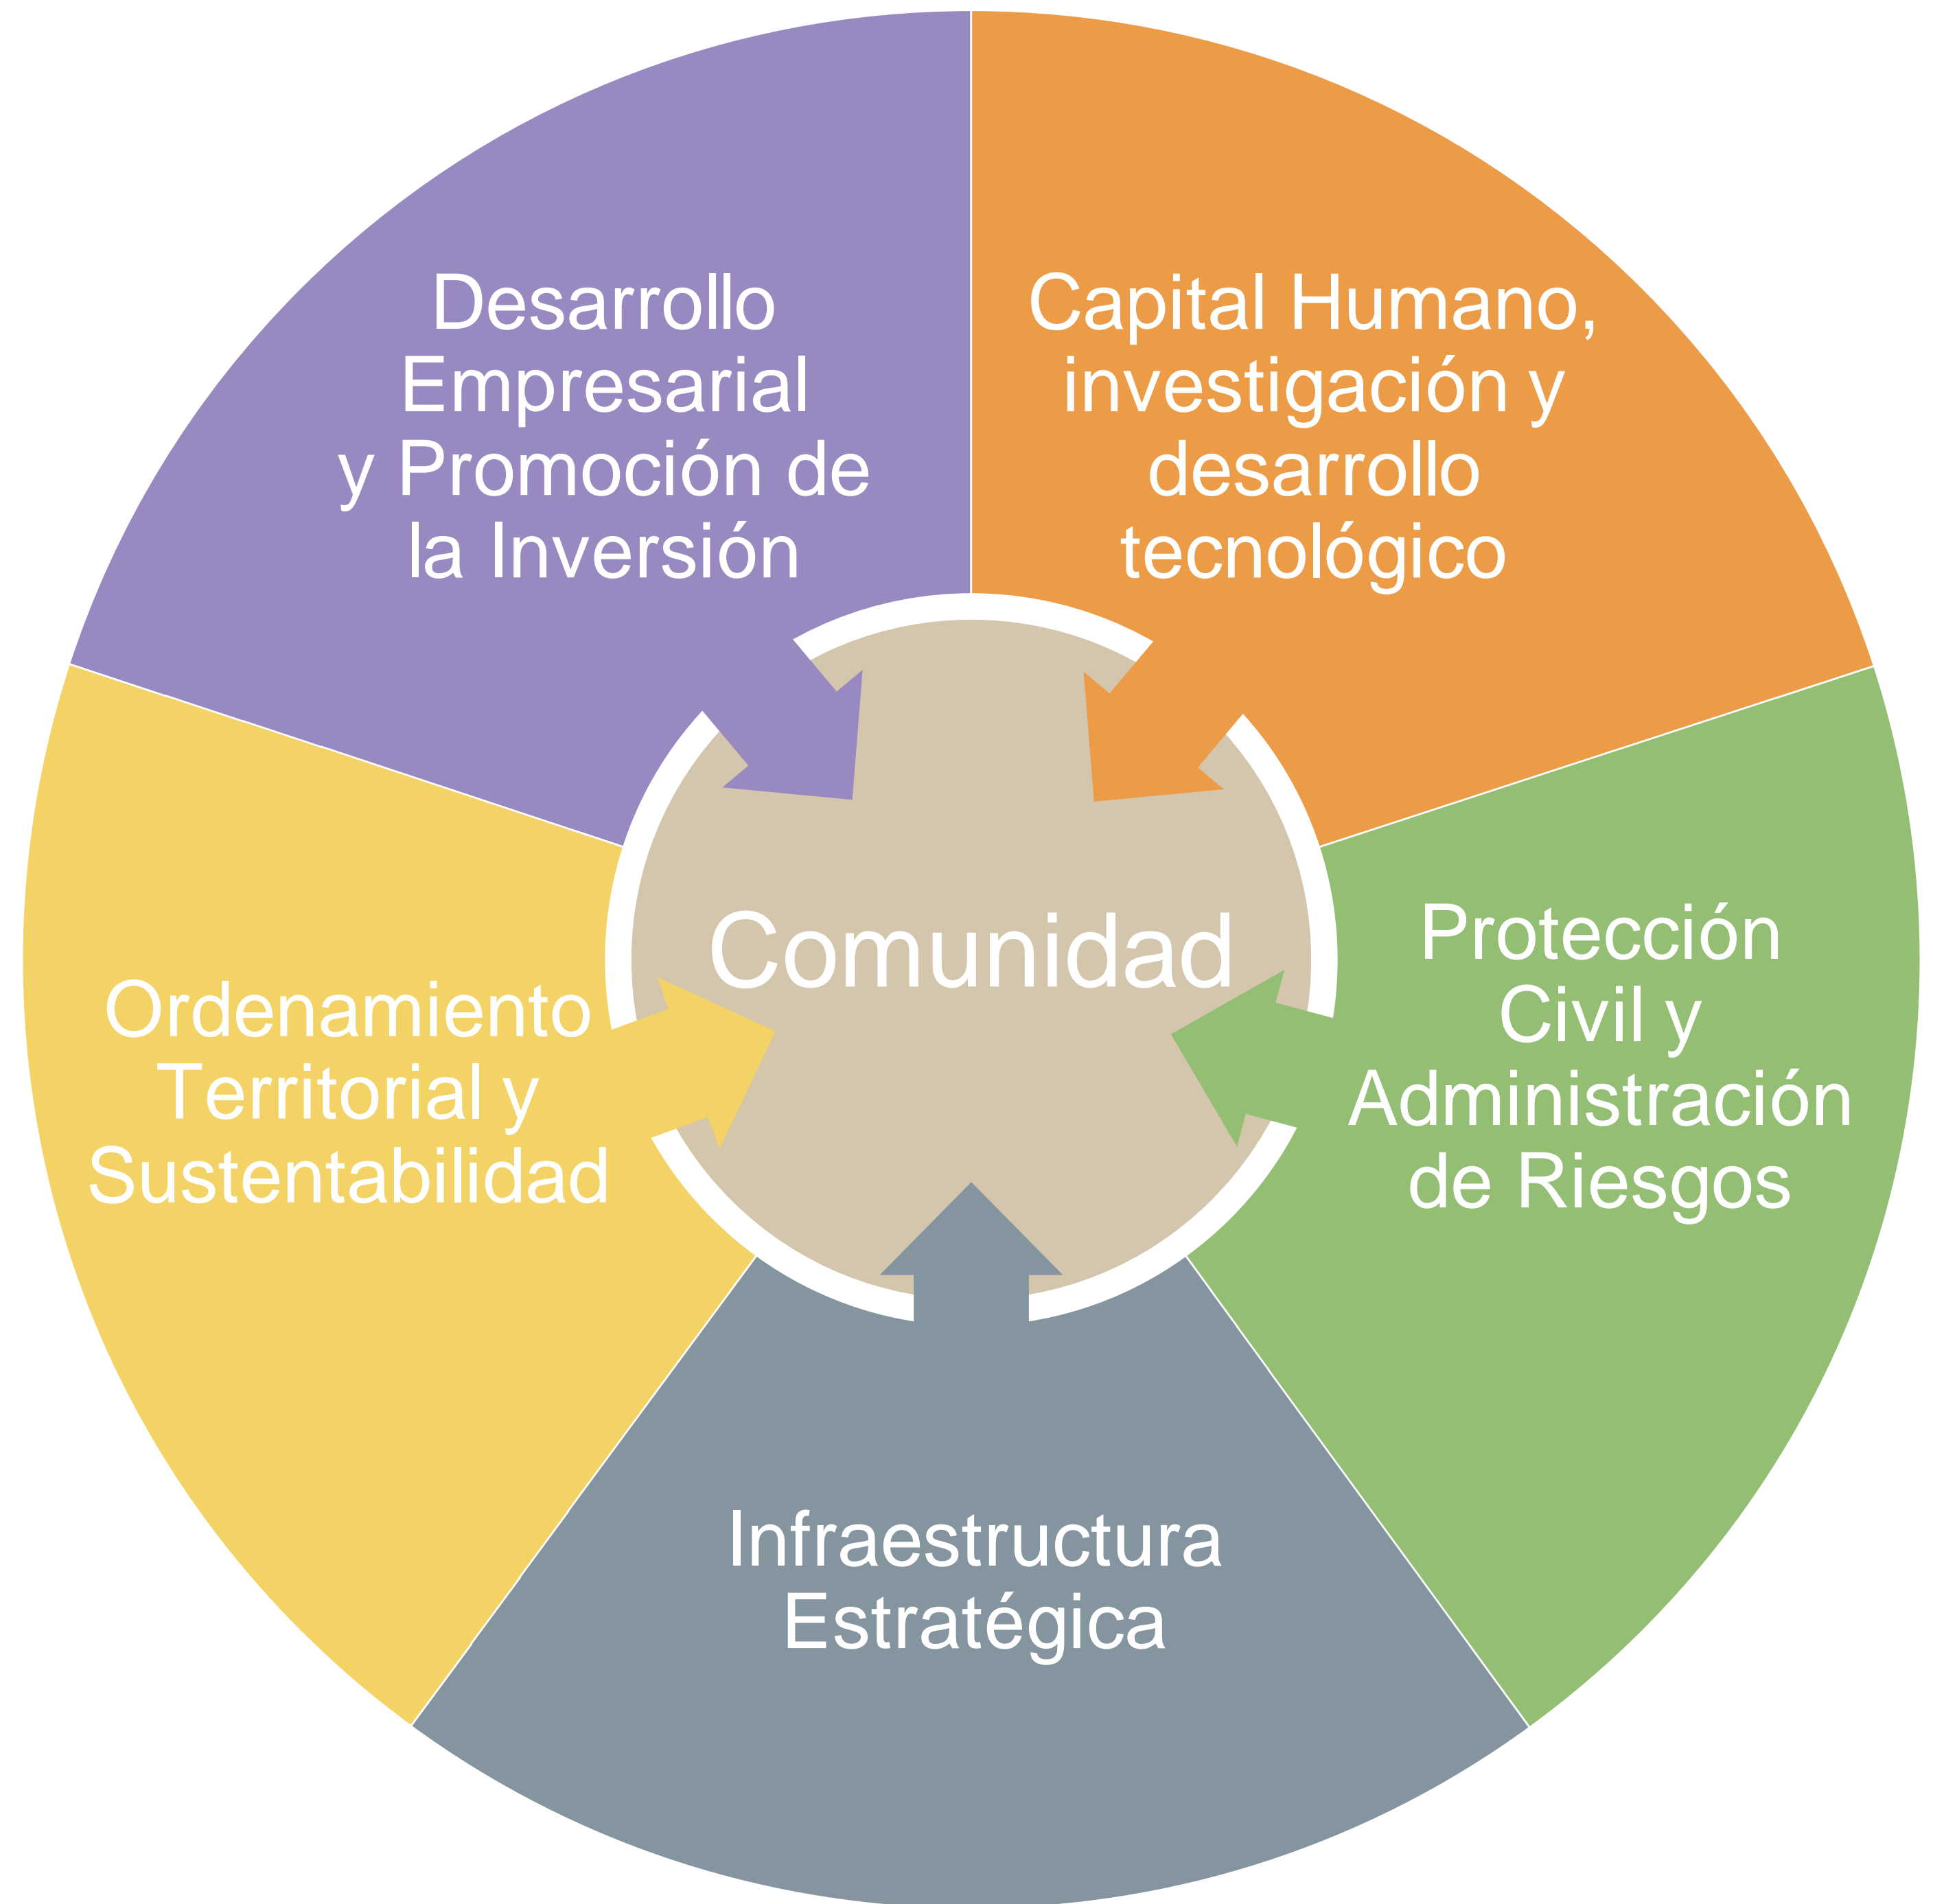 Desarrollo
Empresarial
y Promoción de
la Inversión
Capital Humano,
investigación y
desarrollo
tecnológico
Comunidad
Protección
Civil y
Administración
de Riesgos
Ordenamiento
Territorial y
Sustentabilidad
Infraestructura
Estratégica